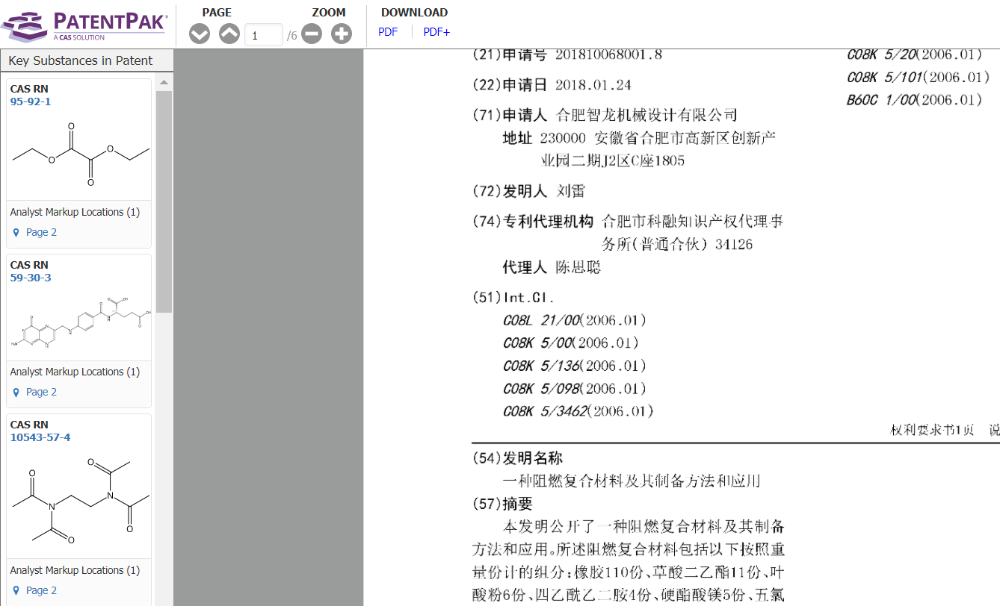 PATENTPAK®
A CAS SOLUTION
PAGE
ZOOM
DOWNLOAD
1
/6
PDF
PDF+
Key Substances in Patent
CAS RN
95-92-1
O
O
O
O
Analyst Markup Locations (1)
Page 2
CAS RN
59-30-3
Analyst Markup Locations (1)
Page 2
CAS RN
10543-57-4
O
O
N
N
O
O
Analyst Markup Locations (1)
Page 2
(21)申请号 201810068001.8
(22)申请日 2018.01.24
(71)申请人 合肥智龙机械设计有限公司
地址 230000 安徽省合肥市高新区创新产
业园二期J2区C座1805
(72)发明人 刘雷
(74)专利代理机构 合肥市科融知识产权代理事
务所(普通合伙) 34126
代理人 陈思聪
(51)Int.Cl.
C08L 21/00(2006.01)
C08K 5/00(2006.01)
C08K 5/136(2006.01)
C08K 5/098(2006.01)
C08K 5/3462(2006.01)
C08K 5/20(2006.01)
C08K 5/101(2006.01)
B60C 1/00(2006.01)
权利要求书1页 说
(54)发明名称
一种阻燃复合材料及其制备方法和应用
(57)摘要
本发明公开了一种阻燃复合材料及其制备
方法和应用。所述阻燃复合材料包括以下按照重
量份计的组分:橡胶110份、草酸二乙酯11份、叶
酸粉6份、四乙酰乙二胺4份、硬酯酸镁5份、五氯